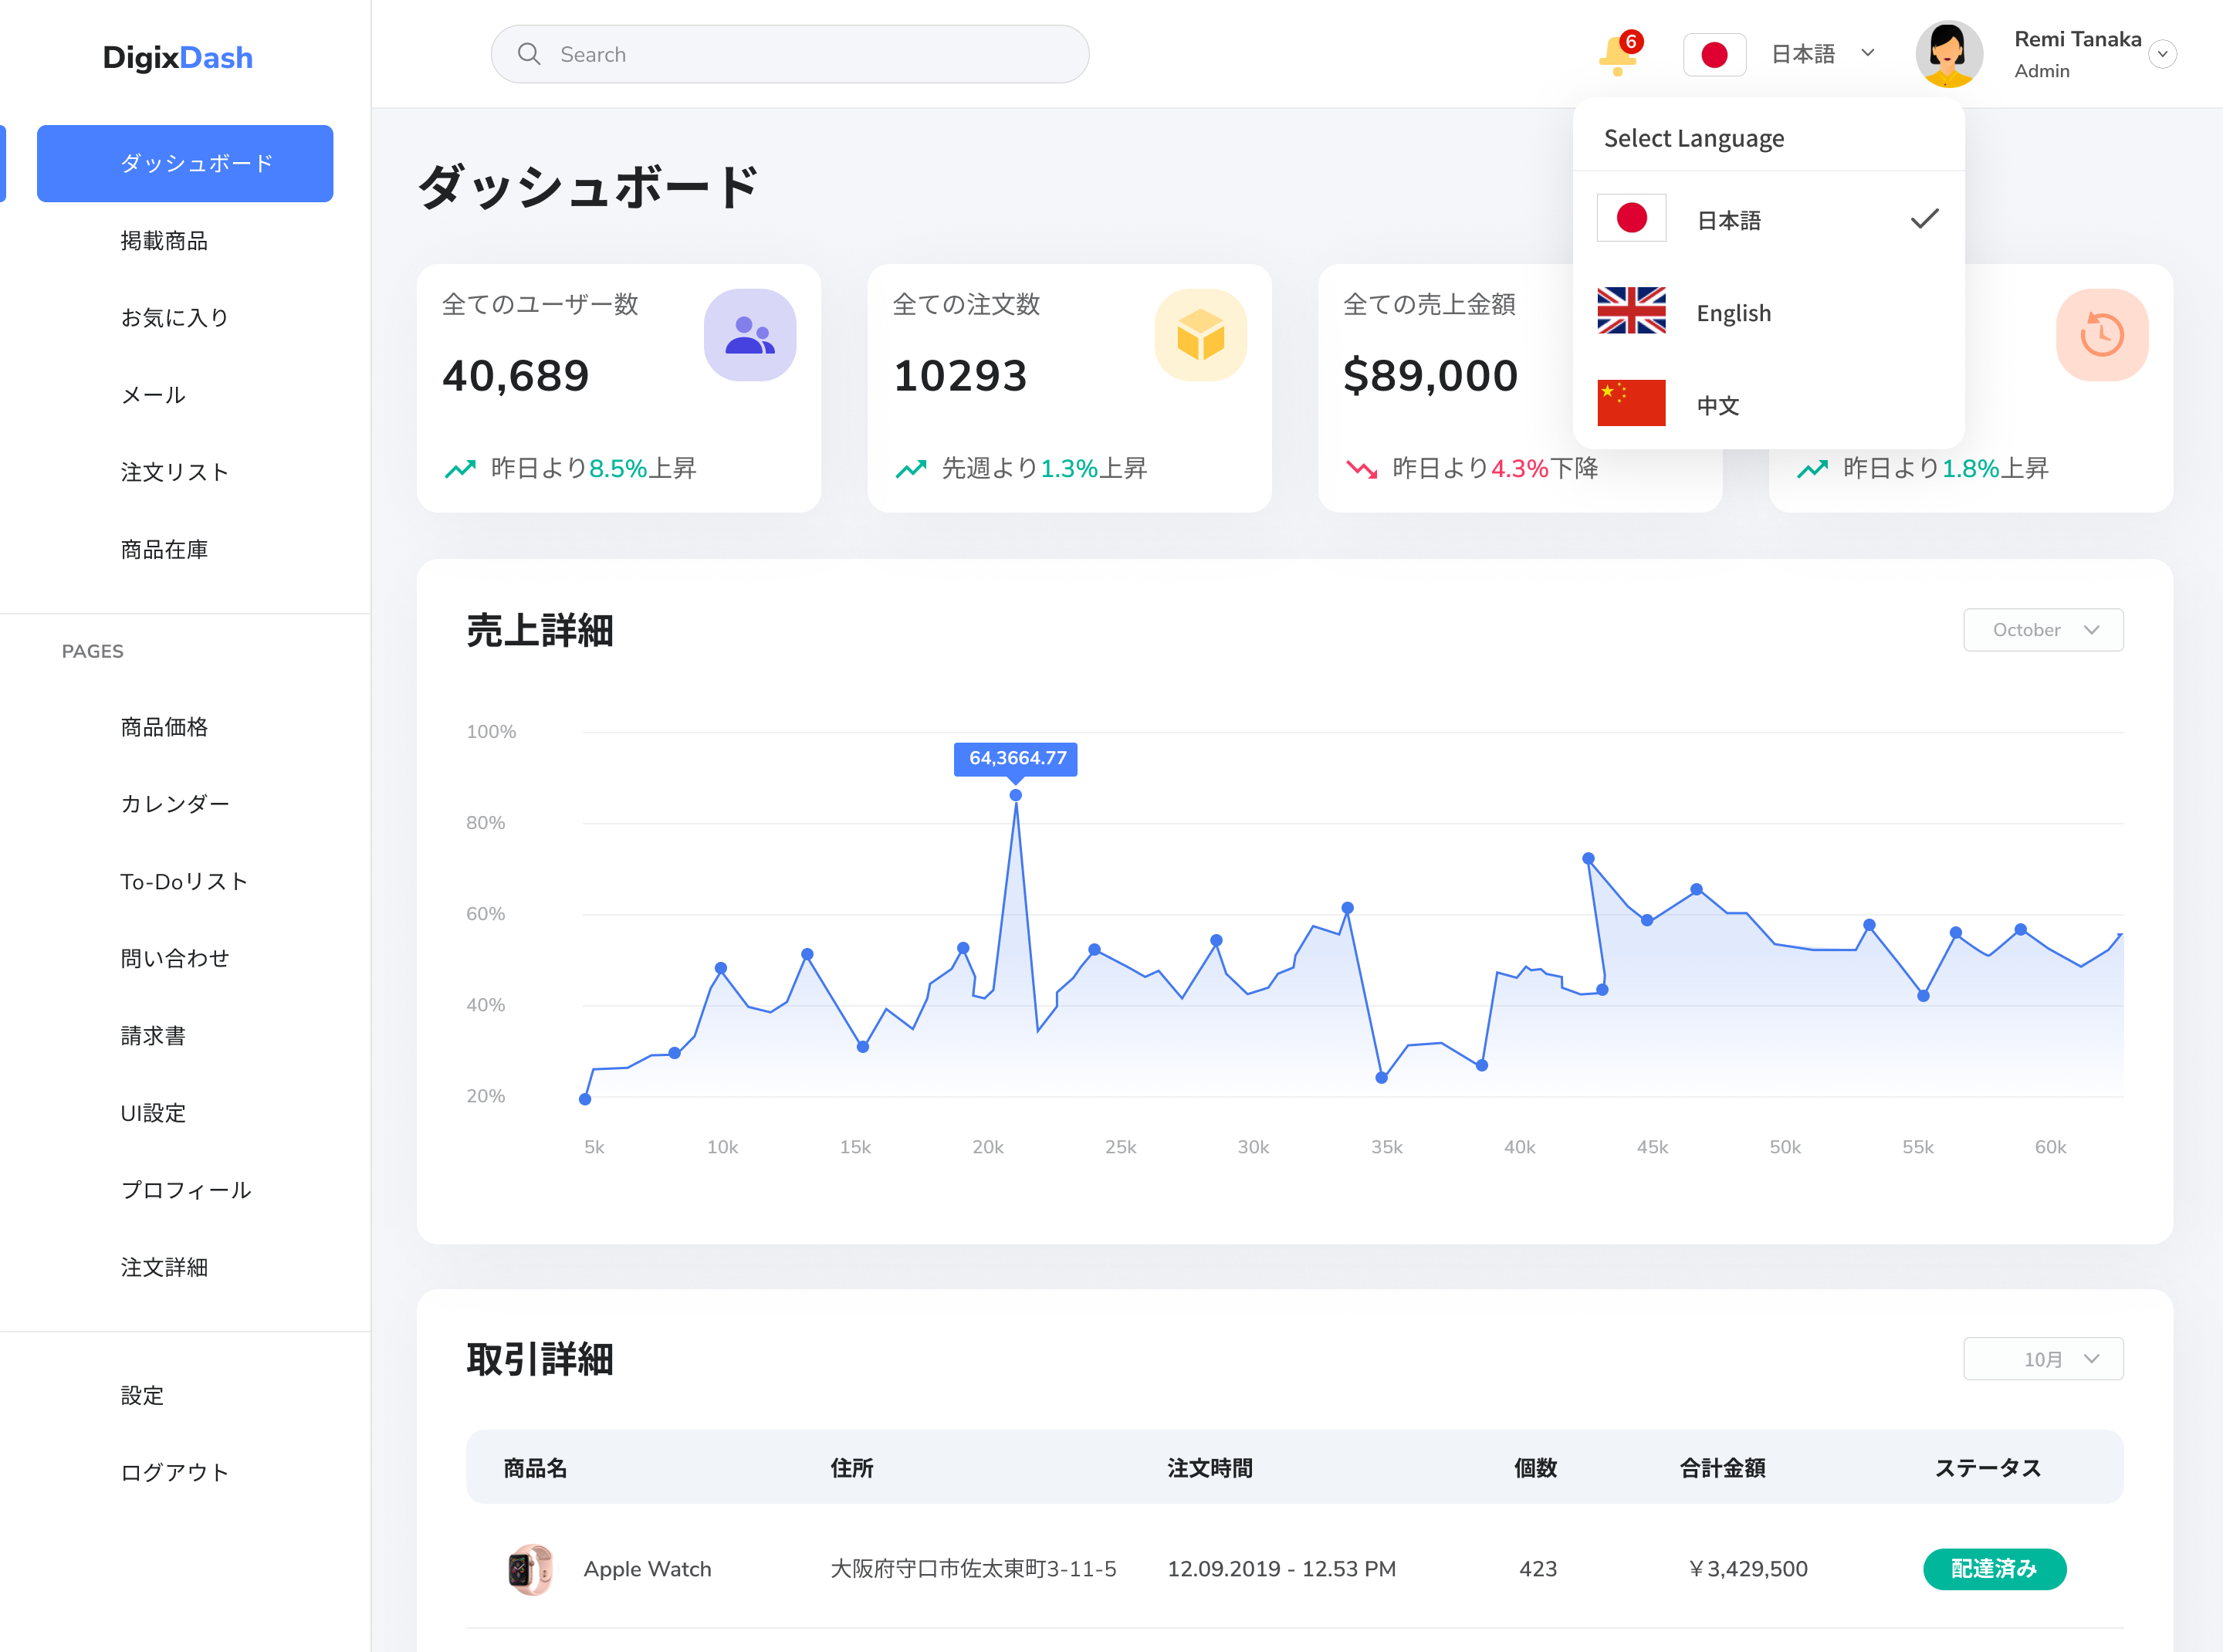 DigixDash
Search
6
日本語
Remi Tanaka
Admin
Select Language
日本語
English
中文
ダッシュボード
掲載商品
お気に入り
メール
注文リスト
商品在庫
PAGES
商品価格
カレンダー
To-Doリスト
問い合わせ
請求書
UI設定
プロフィール
注文詳細
設定
ログアウト
ダッシュボード
全てのユーザー数
40,689
昨日より8.5%上昇
全ての注文数
10293
先週より1.3%上昇
全ての売上金額
$89,000
昨日より4.3%下降
昨日より1.8%上昇
売上詳細
October
100%
80%
60%
40%
20%
64,3664.77
5k 10k 15k 20k 25k 30k 35k 40k 45k 50k 55k 60k
取引詳細
10月
商品名 住所 注文時間 個数 合計金額 ステータス
Apple Watch 大阪府守口市佐太東町3-11-5 12.09.2019 - 12.53 PM 423 ￥3,429,500 配達済み